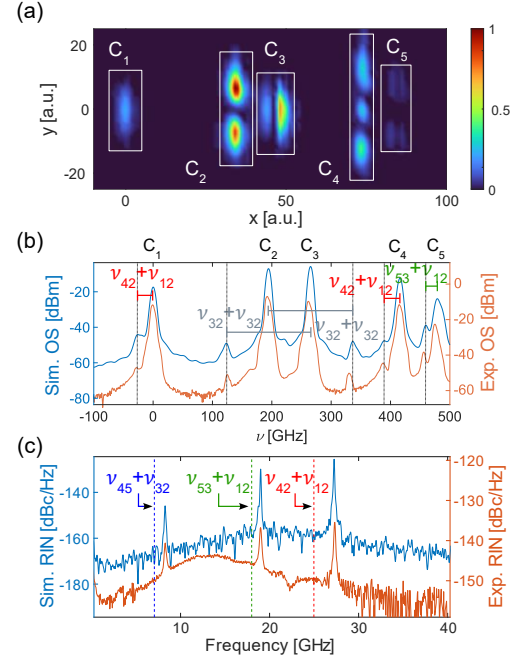 (a)
C1
C2
C3
C4
C5
20
10
0
-10
-20
y [a.u.]
0
50
100
x [a.u.]
1
0.5
0
(b)
C1
C2
C3
C4
C5
ν42+ν12
ν32+ν32
ν32+ν32
ν42+ν12
ν53+ν12
-20
-40
-60
-80
Sim. OS [dBm]
0
-20
-40
-60
Exp. OS [dBm]
-100
0
100
200
300
400
500
ν [GHz]
(c)
ν45+ν32
ν53+ν12
ν42+ν12
-140
-160
-180
Sim. RIN [dBc/Hz]
-120
-130
-140
-150
Exp. RIN [dBc/Hz]
10
20
30
40
Frequency [GHz]